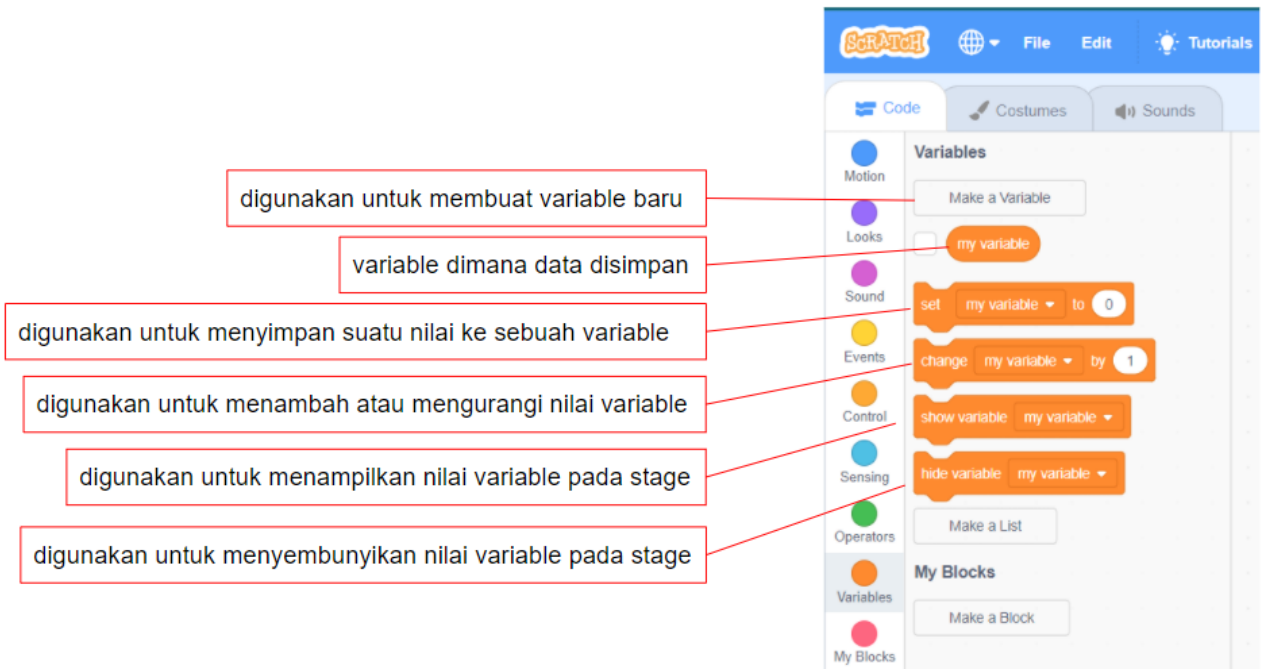 SCRATCH File Edit Tutorials
Code Costumes Sounds
Variables
Motion
Make a Variable
digunakan untuk membuat variable baru
Looks
my variable
variable dimana data disimpan
Sound
set my variable to 0
digunakan untuk menyimpan suatu nilai ke sebuah variable
Events
change my variable by 1
digunakan untuk menambah atau mengurangi nilai variable
Control
show variable my variable
digunakan untuk menampilkan nilai variable pada stage
Sensing
hide variable my variable
digunakan untuk menyembunyikan nilai variable pada stage
Operators
Make a List
My Blocks
Variables
Make a Block
My Blocks